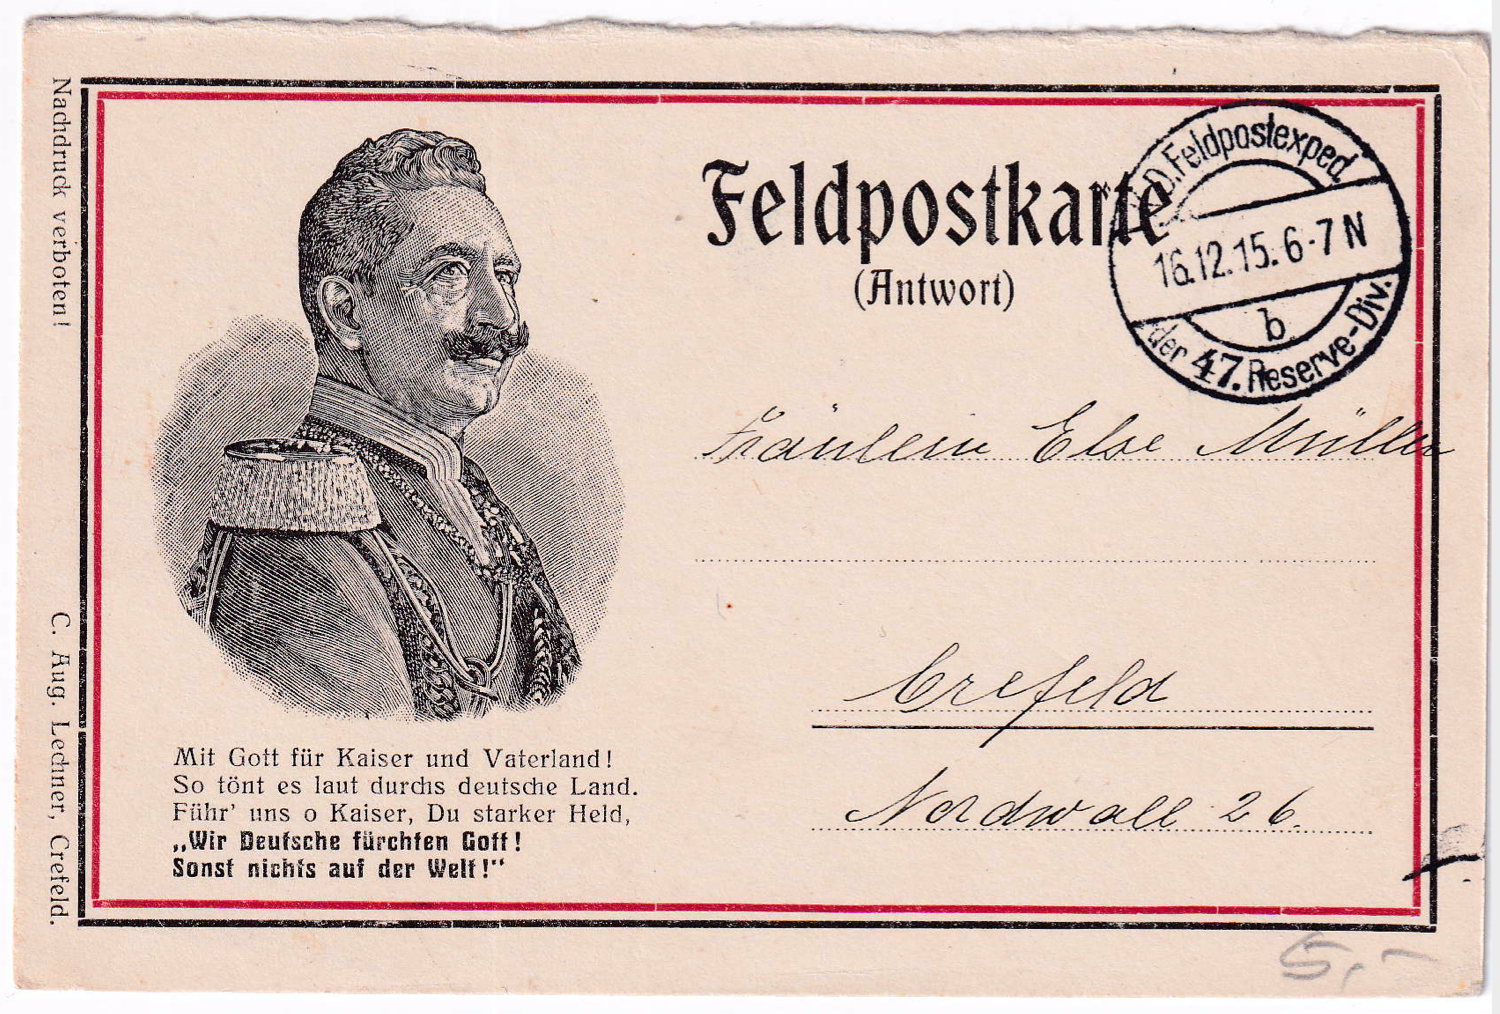 Nachdruck verboten!
C. Aug. Lechner, Crefeld.
Feldpostkarte
(Antwort)
K.D. Feldpostexped.
16.12.15. 6-7 N
b
der 47. Reserve-Div.
Fräulein Else Müller
Crefeld
Nordwall 26.
Mit Gott für Kaiser und Vaterland!
So tönt es laut durchs deutsche Land.
Führ' uns o Kaiser, Du starker Held,
„Wir Deutsche fürchten Gott!
Sonst nichts auf der Welt!“
5,-